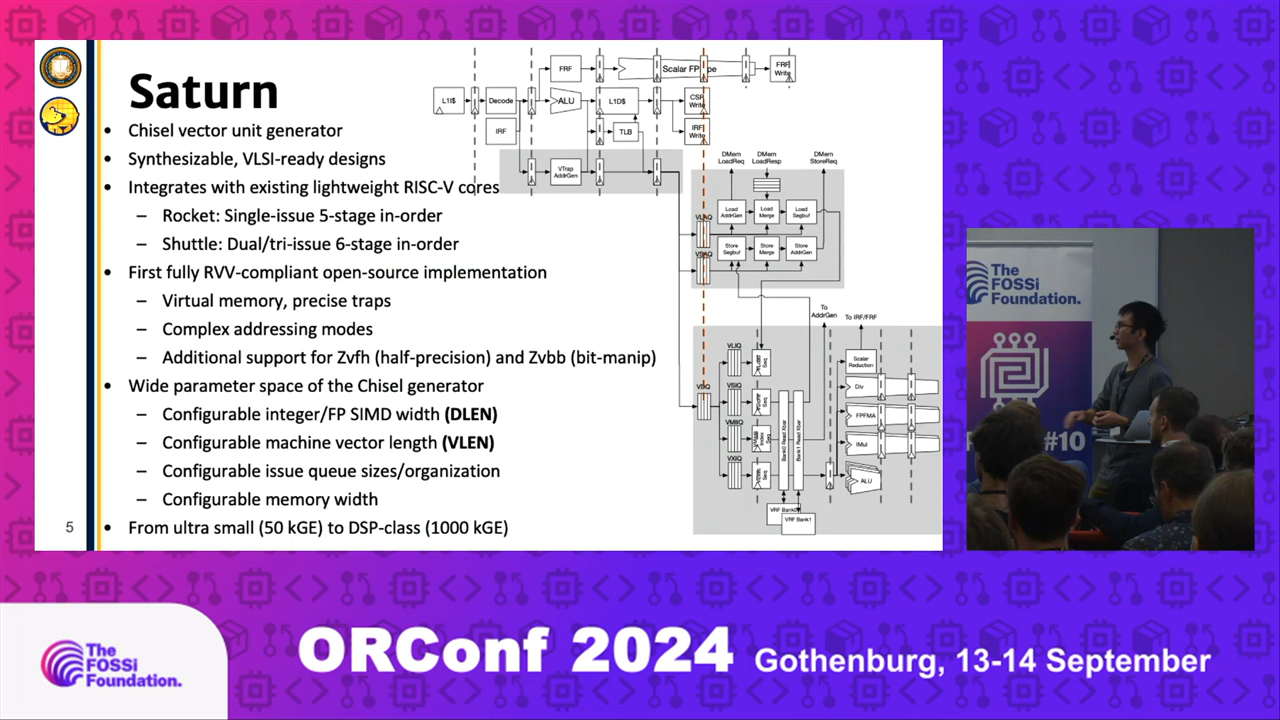 Saturn
• Chisel vector unit generator
• Synthesizable, VLSI-ready designs
• Integrates with existing lightweight RISC-V cores
– Rocket: Single-issue 5-stage in-order
– Shuttle: Dual/tri-issue 6-stage in-order
• First fully RVV-compliant open-source implementation
– Virtual memory, precise traps
– Complex addressing modes
– Additional support for Zvfh (half-precision) and Zvbb (bit-manip)
• Wide parameter space of the Chisel generator
– Configurable integer/FP SIMD width (DLEN)
– Configurable machine vector length (VLEN)
– Configurable issue queue sizes/organization
– Configurable memory width
• From ultra small (50 kGE) to DSP-class (1000 kGE)
5
FRF
Scalar FP
FRF
Write
L1I$
Decode
ALU
L1D$
CSR
Write
IRF
TLB
IRF
Write
VTrap
AddrGen
DMem
LoadReq
DMem
LoadResp
DMem
StoreReq
Load
AddrGen
Load
Merge
Load
Segbuf
Store
Segbuf
Store
Merge
Store
AddrGen
To
AddrGen
To IRF/FRF
VLIQ
VSIQ
VMIIQ
VXIQ
Bank0 Read Xbar
Bank1 Read Xbar
Scalar
Reduction
Div
FPFMA
IMul
ALU
VRF Bank0
VRF Bank1
The
FOSSi
Foundation.
#10
The
FOSSi
Foundation.
ORConf 2024 Gothenburg, 13-14 September